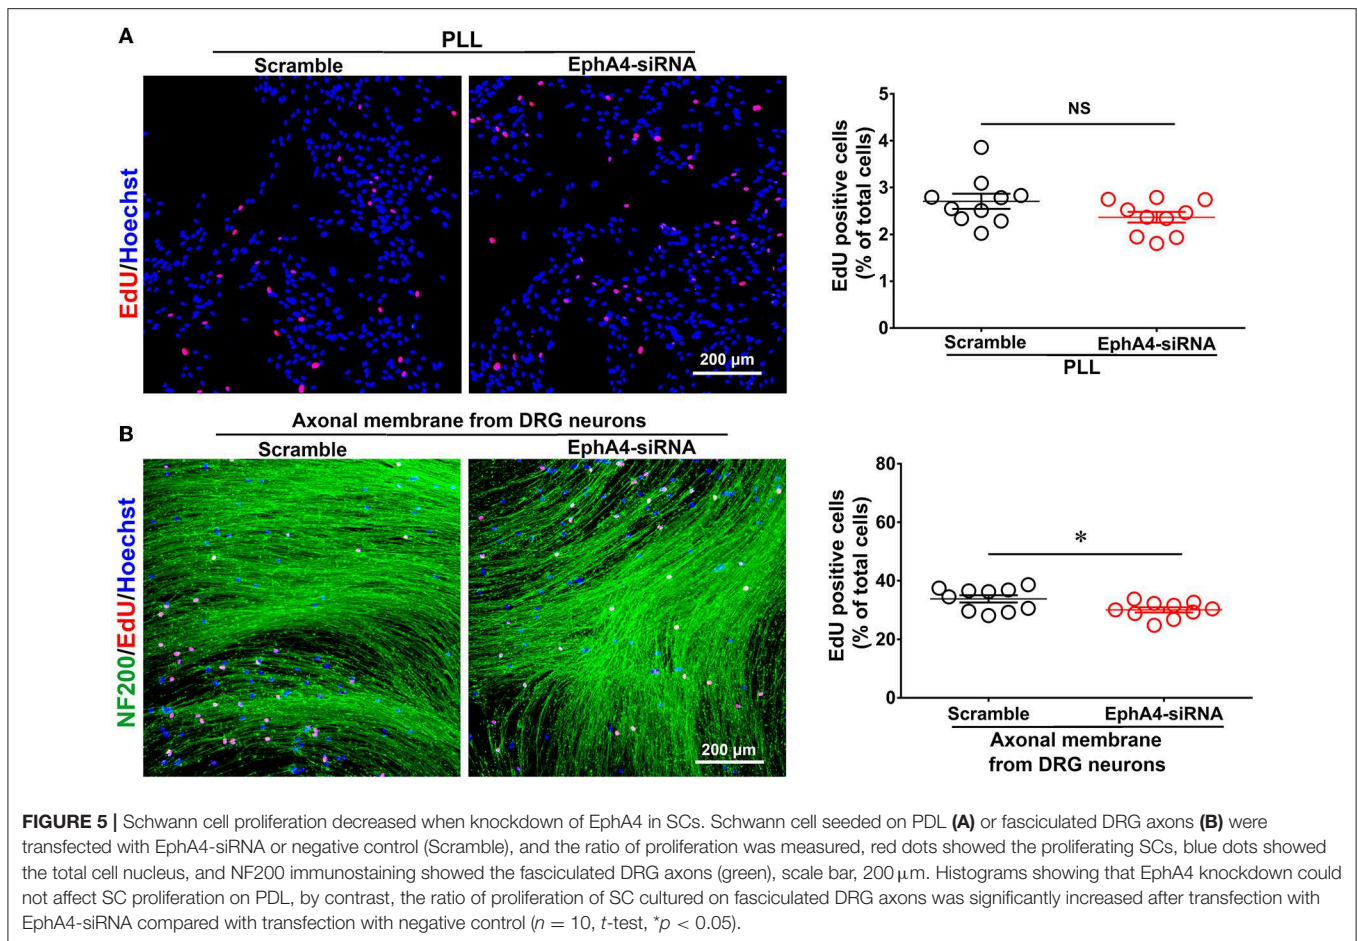 A
PLL
Scramble
EphA4-siRNA
EdU/Hoechst
200 µm
5
4
3
2
1
0
EdU positive cells
(% of total cells)
NS
Scramble
EphA4-siRNA
PLL
B
Axonal membrane from DRG neurons
Scramble
EphA4-siRNA
NF200/EdU/Hoechst
200 µm
80
60
40
20
0
EdU positive cells
(% of total cells)
*
Scramble
EphA4-siRNA
Axonal membrane
from DRG neurons
FIGURE 5 | Schwann cell proliferation decreased when knockdown of EphA4 in SCs. Schwann cell seeded on PDL (A) or fasciculated DRG axons (B) were
transfected with EphA4-siRNA or negative control (Scramble), and the ratio of proliferation was measured, red dots showed the proliferating SCs, blue dots showed
the total cell nucleus, and NF200 immunostaining showed the fasciculated DRG axons (green), scale bar, 200 µm. Histograms showing that EphA4 knockdown could
not affect SC proliferation on PDL, by contrast, the ratio of proliferation of SC cultured on fasciculated DRG axons was significantly increased after transfection with
EphA4-siRNA compared with transfection with negative control (n = 10, t-test, *p < 0.05).